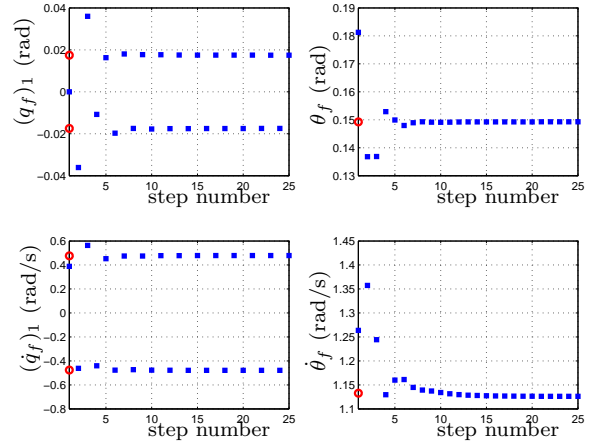 (q_f)_1 (rad)
0.04
0.02
0
−0.02
−0.04
5 10 15 20 25
step number
θ_f (rad)
0.19
0.18
0.17
0.16
0.15
0.14
0.13
5 10 15 20 25
step number
(q̇_f)_1 (rad/s)
0.6
0.4
0.2
0
−0.2
−0.4
−0.6
−0.8
5 10 15 20 25
step number
θ̇_f (rad/s)
1.45
1.4
1.35
1.3
1.25
1.2
1.15
1.1
5 10 15 20 25
step number